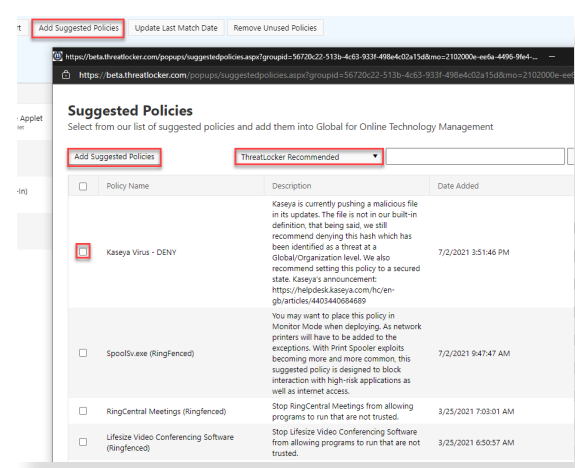 rt Add Suggested Policies Update Last Match Date Remove Unused Policies
https://beta.threatlocker.com/popups/suggestedpolicies.aspx?groupid=56720c22-513b-4c63-933f-498e4c02a15d&mo=2102000e-ee6a-4496-9fe4-...
https://beta.threatlocker.com/popups/suggestedpolicies.aspx?groupid=56720c22-513b-4c63-933f-498e4c02a15d&mo=2102000e-ee6
Applet
-in)
Suggested Policies
Select from our list of suggested policies and add them into Global for Online Technology Management
Add Suggested Policies ThreatLocker Recommended
Policy Name Description Date Added
Kaseya is currently pushing a malicious file
in its updates. The file is not in our built-in
definition, that being said, we still
recommend denying this hash which has
been identified as a threat at a
Kaseya Virus - DENY Global/Organization level. We also 7/2/2021 3:51:46 PM
recommend setting this policy to a secured
state. Kaseya's announcement:
https://helpdesk.kaseya.com/hc/en-
gb/articles/4403440684689
You may want to place this policy in
Monitor Mode when deploying. As network
printers will have to be added to the
SpoolSv.exe (RingFenced) exceptions. With Print Spooler exploits 7/2/2021 9:47:47 AM
becoming more and more common, this
suggested policy is designed to block
interaction with high-risk applications as
well as internet access.
RingCentral Meetings (Ringfenced) Stop RingCentral Meetings from allowing 3/25/2021 7:03:01 AM
programs to run that are not trusted.
Lifesize Video Conferencing Software Stop Lifesize Video Conferencing Software
(Ringfenced) from allowing programs to run that are not 3/25/2021 6:50:57 AM
trusted.